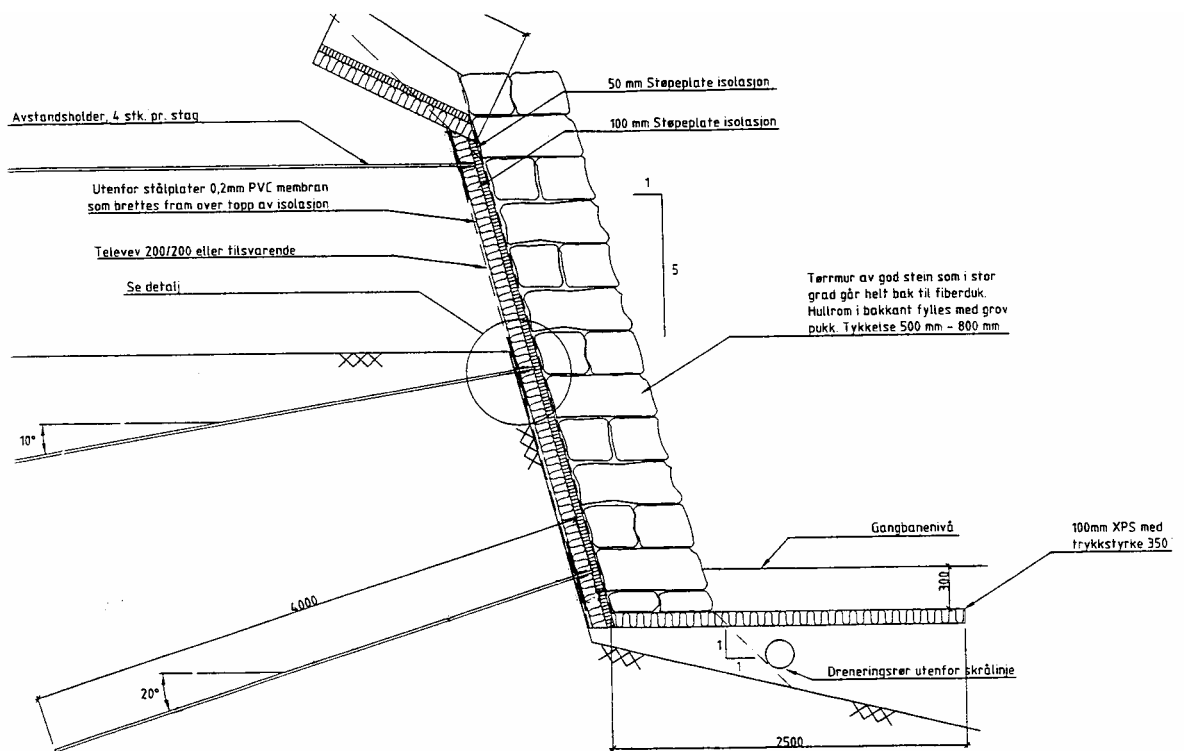 50 mm Støpeplate isolasjon
Avstandsholder, 4 stk. pr. stag
100 mm Støpeplate isolasjon
Utenfor stålplater 0,2mm PVC membran
som brettes fram over topp av isolasjon
1
5
Televev 200/200 eller tilsvarende
Se detalj
Tørrmur av god stein som i stor
grad går helt bak til fiberduk.
Hullrom i bakkant fylles med grov
pukk. Tykkelse 500 mm - 800 mm
10°
Gangbanenivå
100mm XPS med
trykkstyrke 350
300
4000
1
1
Dreneringsrør utenfor skrålinje
20°
2500